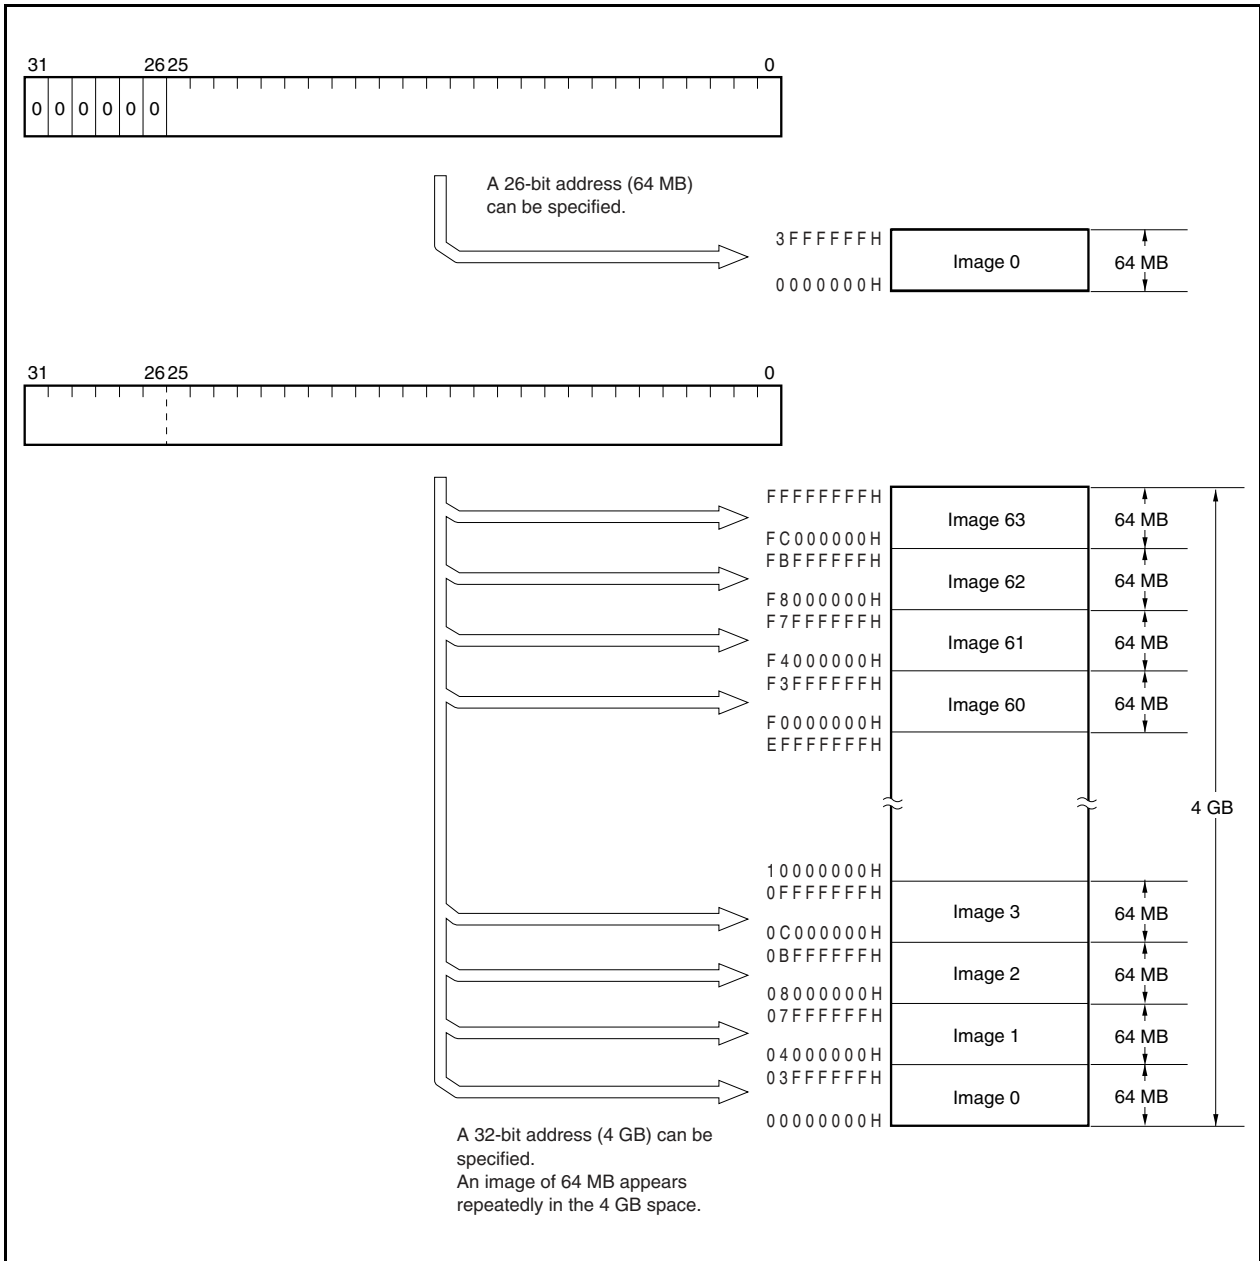 31 26 25 0
0 0 0 0 0 0
A 26-bit address (64 MB)
can be specified.
3FFFFFFH
Image 0
64 MB
0000000H
31 26 25 0
FFFFFFFFH
Image 63
64 MB
FC000000H
FBFFFFFFH
Image 62
64 MB
F8000000H
F7FFFFFFH
Image 61
64 MB
F4000000H
F3FFFFFFH
Image 60
64 MB
F0000000H
EFFFFFFFH
4 GB
10000000H
0FFFFFFFH
Image 3
64 MB
0C000000H
0BFFFFFFH
Image 2
64 MB
08000000H
07FFFFFFH
Image 1
64 MB
04000000H
03FFFFFFH
Image 0
64 MB
00000000H
A 32-bit address (4 GB) can be
specified.
An image of 64 MB appears
repeatedly in the 4 GB space.